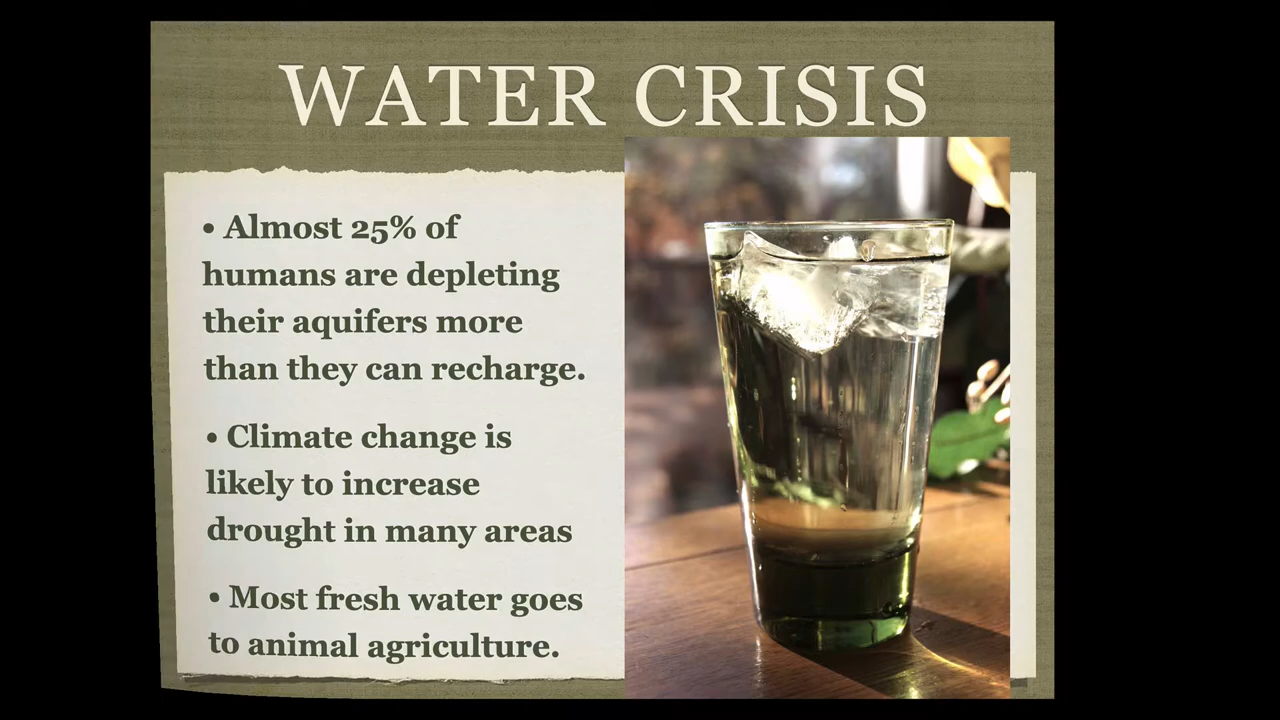 WATER CRISIS
• Almost 25% of
humans are depleting
their aquifers more
than they can recharge.
• Climate change is
likely to increase
drought in many areas
• Most fresh water goes
to animal agriculture.